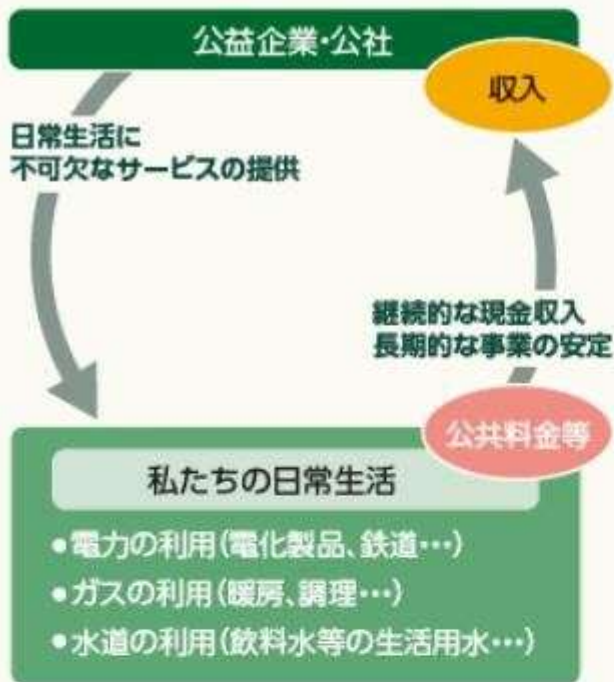 公益企業・公社
収入
日常生活に
不可欠なサービスの提供
継続的な現金収入
長期的な事業の安定
公共料金等
私たちの日常生活
●電力の利用(電化製品、鉄道…)
●ガスの利用(暖房、調理…)
●水道の利用(飲料水等の生活用水…)